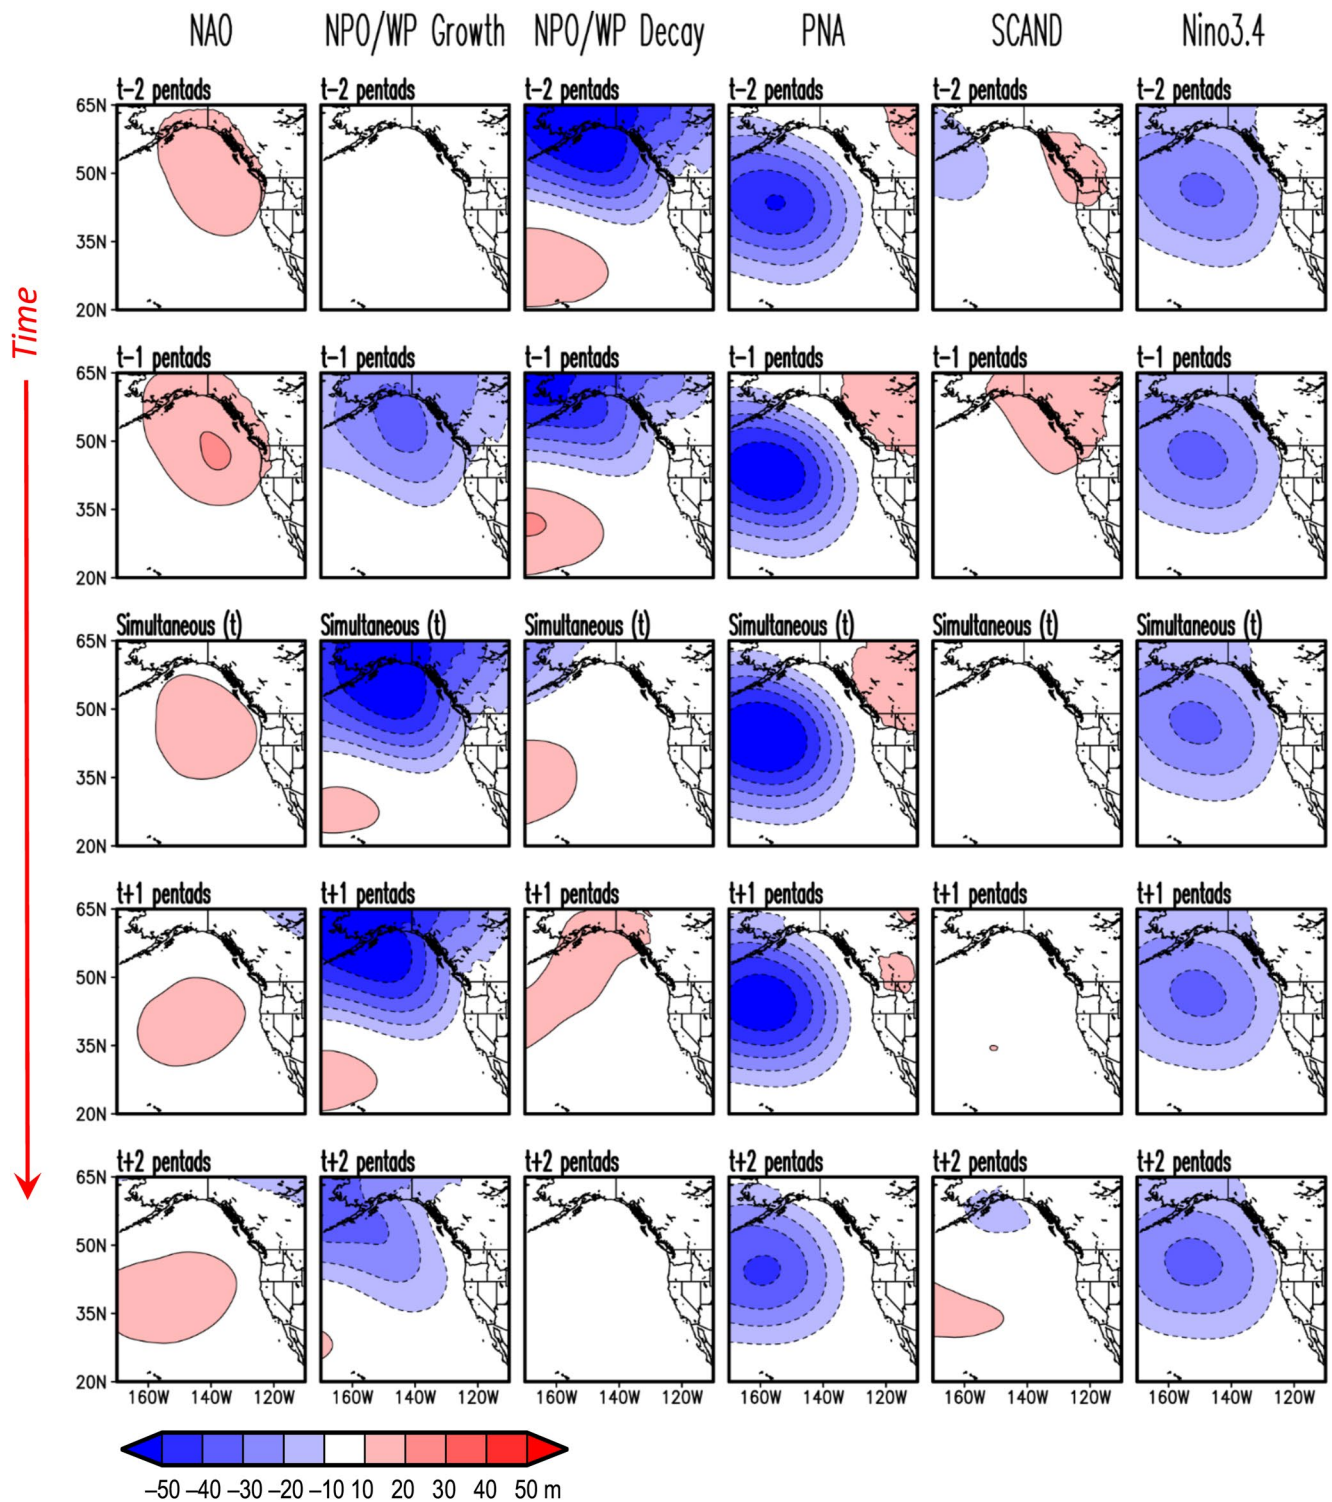 NAO NPO/WP Growth NPO/WP Decay PNA SCAND Nino3.4
t-2 pentads t-2 pentads t-2 pentads t-2 pentads t-2 pentads t-2 pentads
65N
50N
35N
20N
Time
t-1 pentads t-1 pentads t-1 pentads t-1 pentads t-1 pentads t-1 pentads
65N
50N
35N
20N
Simultaneous (t) Simultaneous (t) Simultaneous (t) Simultaneous (t) Simultaneous (t) Simultaneous (t)
65N
50N
35N
20N
t+1 pentads t+1 pentads t+1 pentads t+1 pentads t+1 pentads t+1 pentads
65N
50N
35N
20N
t+2 pentads t+2 pentads t+2 pentads t+2 pentads t+2 pentads t+2 pentads
65N
50N
35N
20N
160W 140W 120W 160W 140W 120W 160W 140W 120W 160W 140W 120W 160W 140W 120W 160W 140W 120W
–50 –40 –30 –20 –10 10 20 30 40 50 m